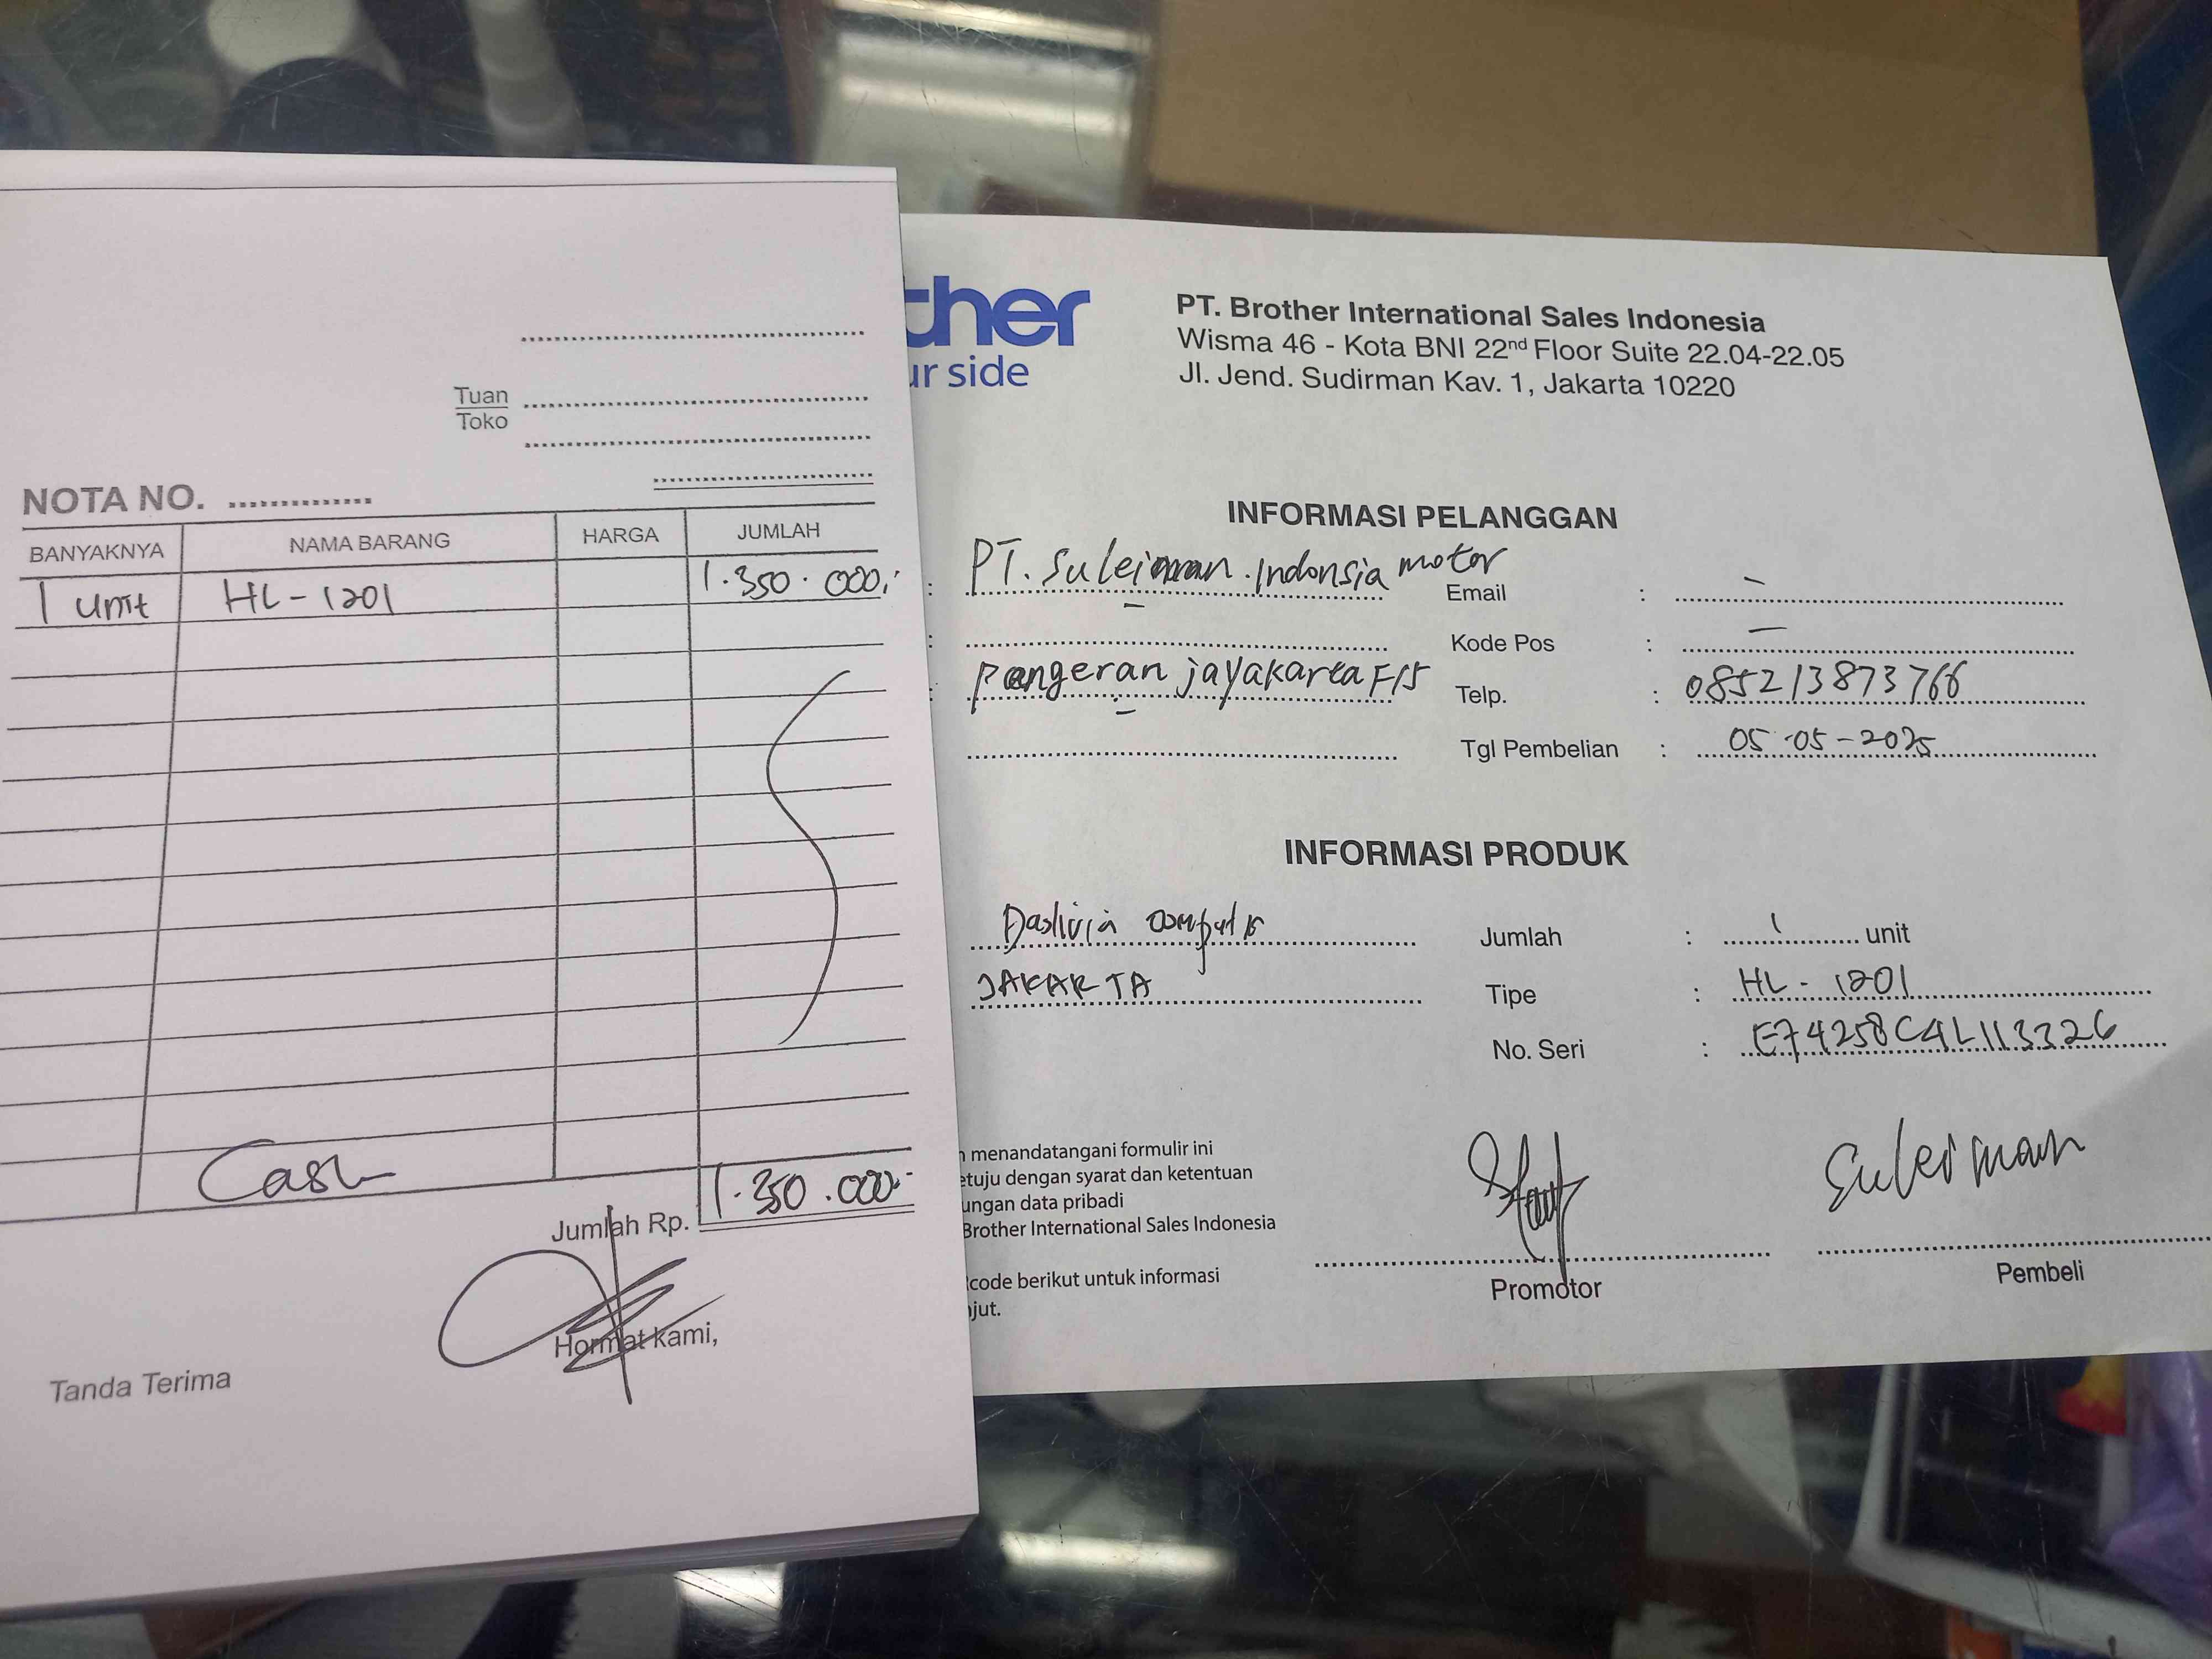 Tuan
Toko
NOTA NO. ..............
BANYAKNYA NAMA BARANG HARGA JUMLAH
1 unit HL-1201 1.350.000,-
Cash
Jumlah Rp. 1.350.000,-
Hormat kami,
Tanda Terima
ther
ur side
PT. Brother International Sales Indonesia
Wisma 46 - Kota BNI 22nd Floor Suite 22.04-22.05
Jl. Jend. Sudirman Kav. 1, Jakarta 10220
INFORMASI PELANGGAN
: PT. Suleiman Indonsia motor Email : -
: - Kode Pos : -
: Pangeran jayakarta F/5 Telp. : 085213873766
- Tgl Pembelian : 05-05-2025
INFORMASI PRODUK
computer Jumlah : 1 unit
JAKARTA Tipe : HL-1201
No. Seri : E74258C4L113326
n menandatangani formulir ini
etuju dengan syarat dan ketentuan
ungan data pribadi
Brother International Sales Indonesia
code berikut untuk informasi
jut.
Suleiman
Promotor Pembeli